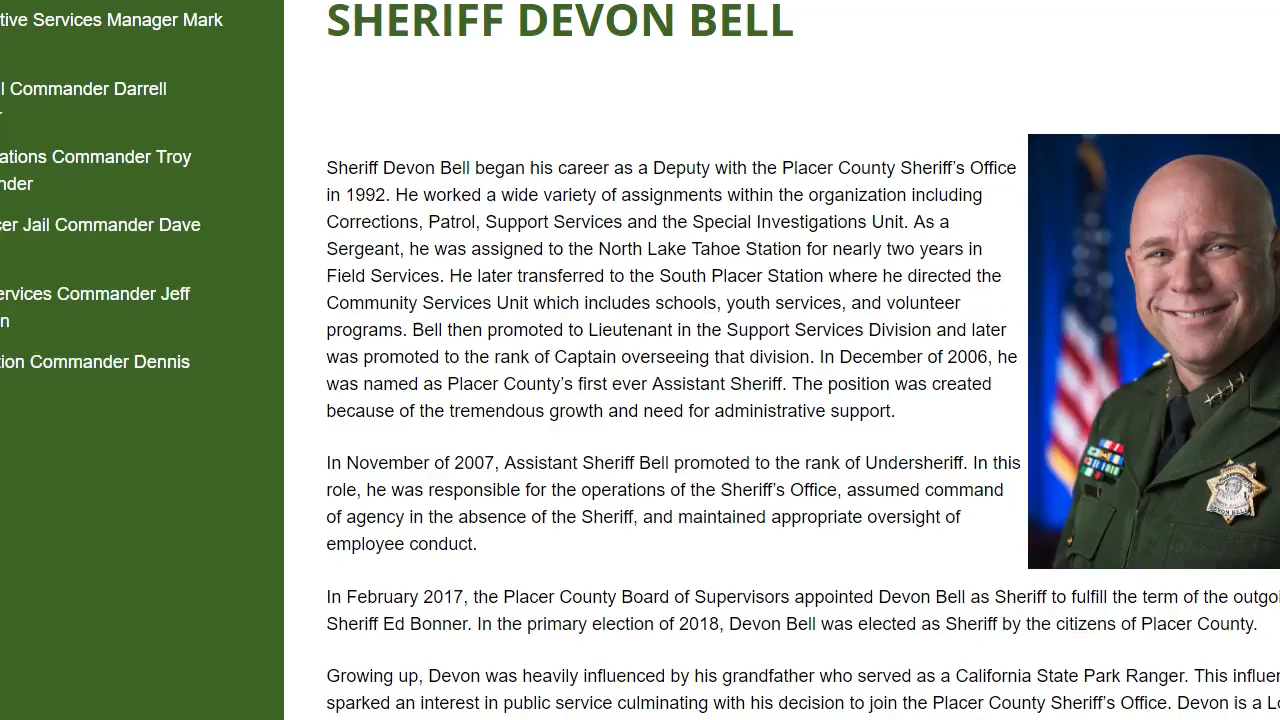 tive Services Manager Mark
l Commander Darrell
ations Commander Troy
nder
cer Jail Commander Dave
ervices Commander Jeff
n
ion Commander Dennis
SHERIFF DEVON BELL
Sheriff Devon Bell began his career as a Deputy with the Placer County Sheriff’s Office
in 1992. He worked a wide variety of assignments within the organization including
Corrections, Patrol, Support Services and the Special Investigations Unit. As a
Sergeant, he was assigned to the North Lake Tahoe Station for nearly two years in
Field Services. He later transferred to the South Placer Station where he directed the
Community Services Unit which includes schools, youth services, and volunteer
programs. Bell then promoted to Lieutenant in the Support Services Division and later
was promoted to the rank of Captain overseeing that division. In December of 2006, he
was named as Placer County’s first ever Assistant Sheriff. The position was created
because of the tremendous growth and need for administrative support.
In November of 2007, Assistant Sheriff Bell promoted to the rank of Undersheriff. In this
role, he was responsible for the operations of the Sheriff’s Office, assumed command
of agency in the absence of the Sheriff, and maintained appropriate oversight of
employee conduct.
In February 2017, the Placer County Board of Supervisors appointed Devon Bell as Sheriff to fulfill the term of the outgoi
Sheriff Ed Bonner. In the primary election of 2018, Devon Bell was elected as Sheriff by the citizens of Placer County.
Growing up, Devon was heavily influenced by his grandfather who served as a California State Park Ranger. This influen
sparked an interest in public service culminating with his decision to join the Placer County Sheriff’s Office. Devon is a Lo
DEVON BELL